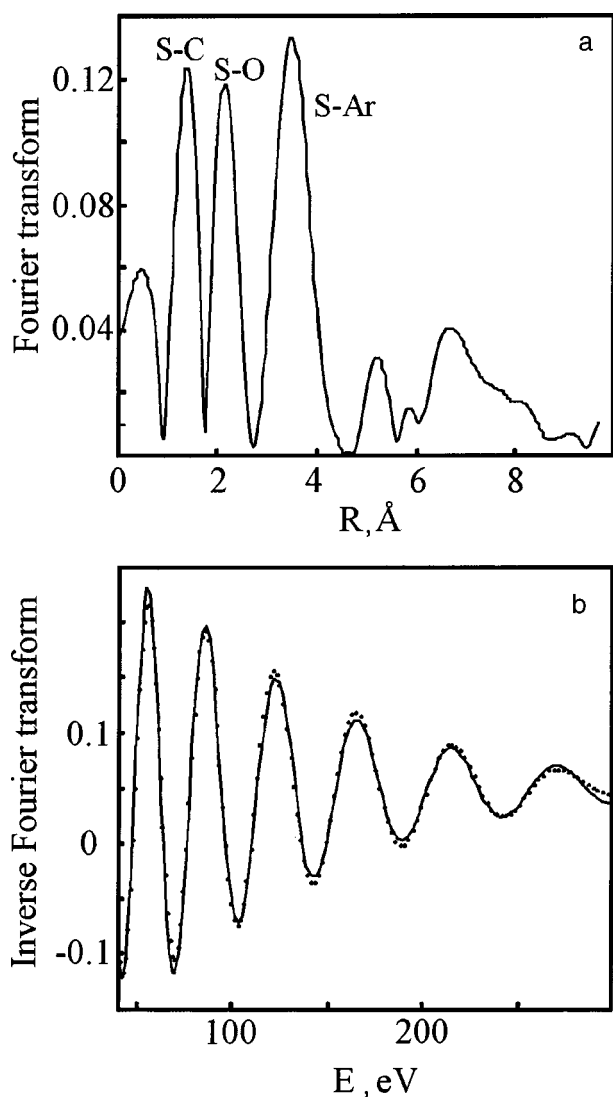 a
S-C
S-O
S-Ar
0.12
0.08
0.04
Fourier transform
0 2 4 6 8
R, Å
b
0.1
0
-0.1
Inverse Fourier transform
100 200
E, eV